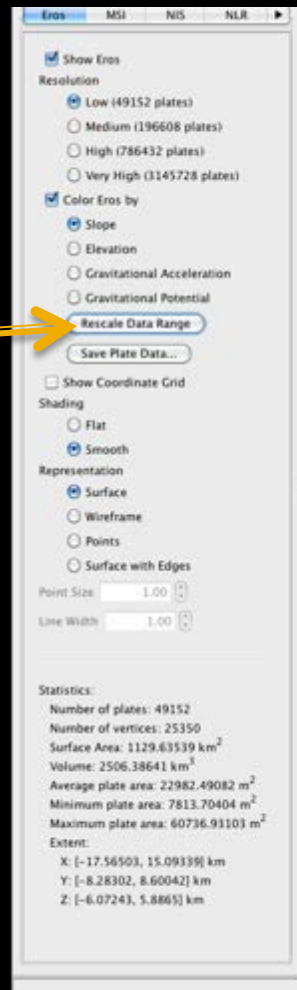 Eros MSI NIS NLR
Show Eros
Resolution
Low (49152 plates)
Medium (196608 plates)
High (786432 plates)
Very High (3145728 plates)
Color Eros by
Slope
Elevation
Gravitational Acceleration
Gravitational Potential
Rescale Data Range
Save Plate Data...
Show Coordinate Grid
Shading
Flat
Smooth
Representation
Surface
Wireframe
Points
Surface with Edges
Point Size 1.00
Line Width 1.00
Statistics:
Number of plates: 49152
Number of vertices: 25350
Surface Area: 1129.63539 km²
Volume: 2506.38641 km³
Average plate area: 22982.49082 m²
Minimum plate area: 7813.70404 m²
Maximum plate area: 60736.93103 m²
Extent:
X: [-17.56503, 15.09339] km
Y: [-8.28302, 8.60042] km
Z: [-6.07243, 5.8865] km